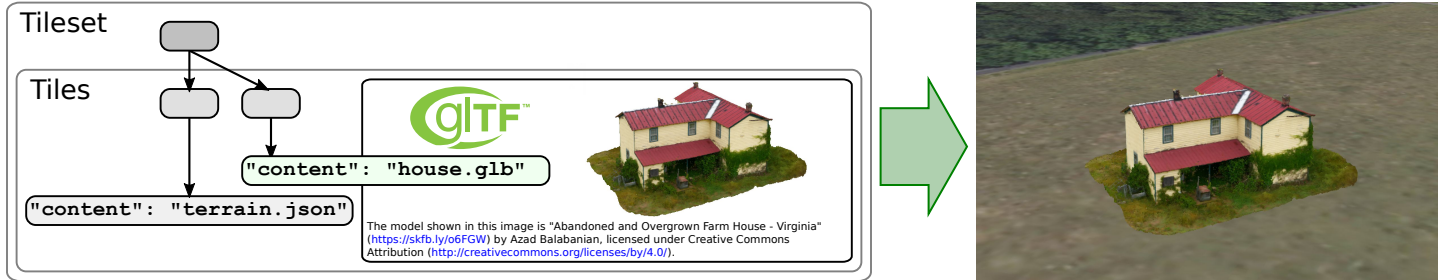 Tileset
Tiles
glTF™
"content": "house.glb"
"content": "terrain.json"
The model shown in this image is "Abandoned and Overgrown Farm House - Virginia"
(https://skfb.ly/o6FGW) by Azad Balabanian, licensed under Creative Commons
Attribution (http://creativecommons.org/licenses/by/4.0/).